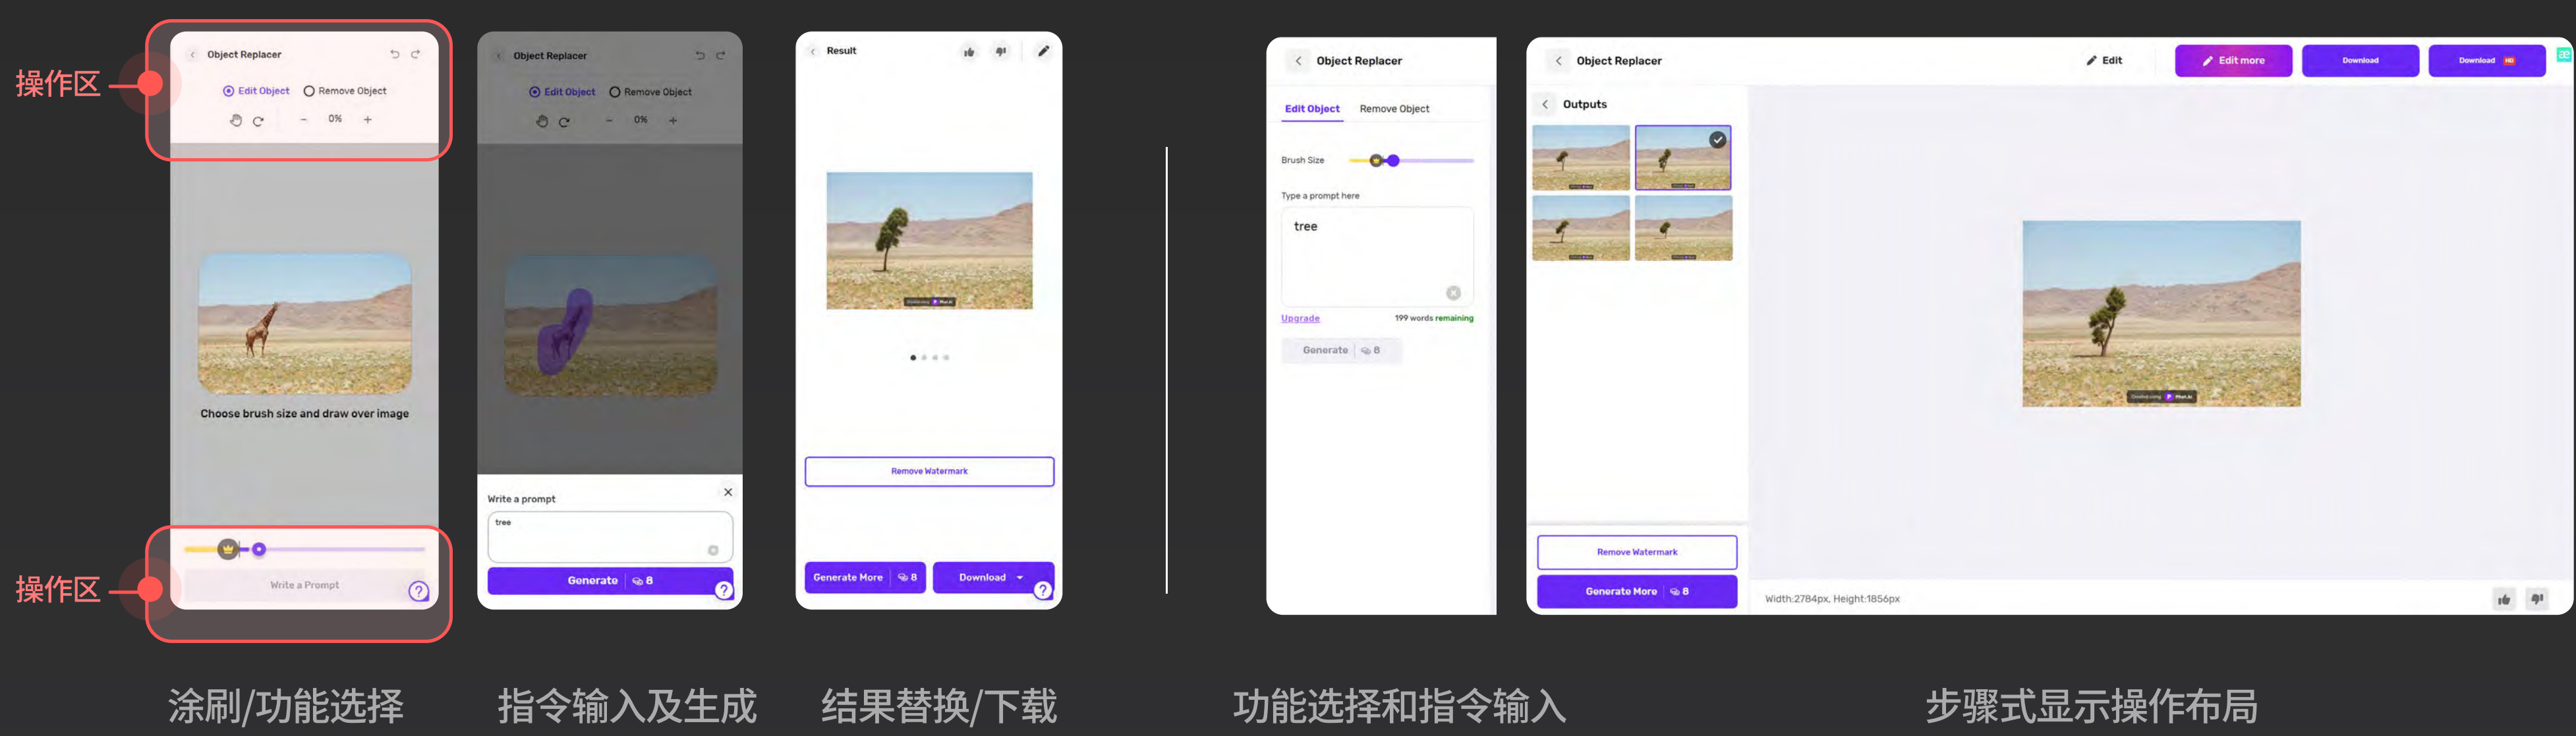 操作区
操作区
Object Replacer
Edit Object
Remove Object
0%
Choose brush size and draw over image
Write a Prompt
?
涂刷/功能选择
Object Replacer
Edit Object
Remove Object
0%
Write a prompt
tree
Generate
8
?
指令输入及生成
Result
Remove Watermark
Generate More
8
Download
?
结果替换/下载
Object Replacer
Edit Object
Remove Object
Brush Size
Type a prompt here
tree
Upgrade
199 words remaining
Generate
8
功能选择和指令输入
Object Replacer
Edit
Edit more
Download
Download HD
Outputs
Created using Phot.AI
Remove Watermark
Generate More
8
Width:2784px, Height:1856px
步骤式显示操作布局